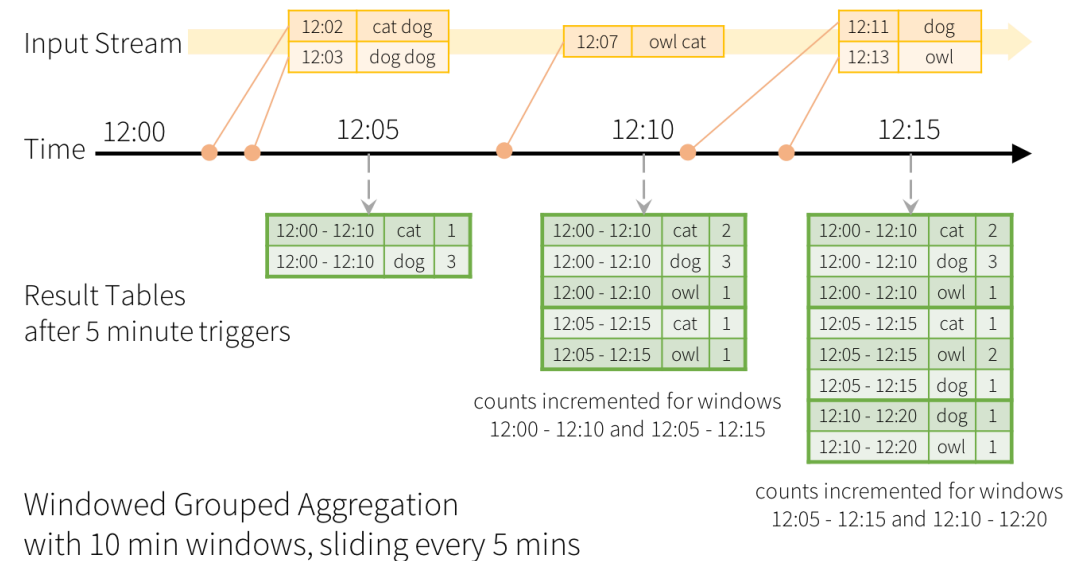 Input Stream
12:02 cat dog
12:03 dog dog
12:07 owl cat
12:11 dog
12:13 owl
Time
12:00
12:05
12:10
12:15
Result Tables
after 5 minute triggers
12:00 - 12:10 cat 1
12:00 - 12:10 dog 3
12:00 - 12:10 cat 2
12:00 - 12:10 dog 3
12:00 - 12:10 owl 1
12:05 - 12:15 cat 1
12:05 - 12:15 owl 1
counts incremented for windows
12:00 - 12:10 and 12:05 - 12:15
12:00 - 12:10 cat 2
12:00 - 12:10 dog 3
12:00 - 12:10 owl 1
12:05 - 12:15 cat 1
12:05 - 12:15 owl 2
12:05 - 12:15 dog 1
12:10 - 12:20 dog 1
12:10 - 12:20 owl 1
counts incremented for windows
12:05 - 12:15 and 12:10 - 12:20
Windowed Grouped Aggregation
with 10 min windows, sliding every 5 mins